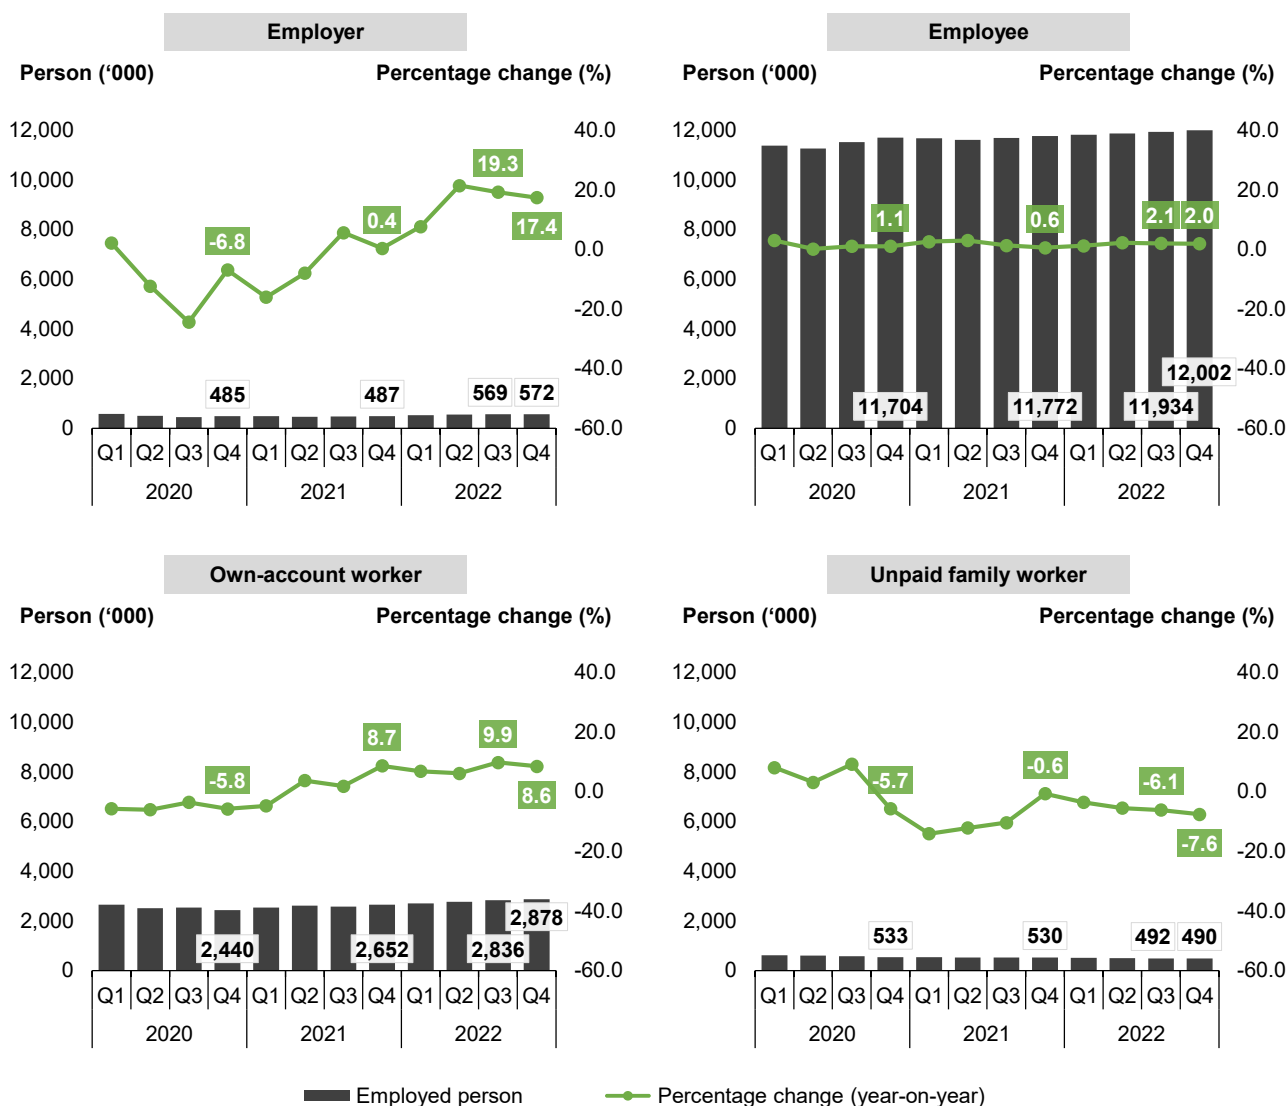 Employer
Person (‘000) Percentage change (%)
12,000 40.0
10,000 19.3 20.0
8,000 -6.8 0.4 17.4 0.0
6,000 -20.0
4,000 -40.0
2,000
485 487 569 572
0 -60.0
Q1 Q2 Q3 Q4 Q1 Q2 Q3 Q4 Q1 Q2 Q3 Q4
2020 2021 2022
Employee
Person (‘000) Percentage change (%)
12,000 40.0
10,000 20.0
8,000 1.1 0.6 2.1 2.0 0.0
6,000 -20.0
4,000 -40.0
2,000 12,002
11,704 11,772 11,934
0 -60.0
Q1 Q2 Q3 Q4 Q1 Q2 Q3 Q4 Q1 Q2 Q3 Q4
2020 2021 2022
Own-account worker
Person (‘000) Percentage change (%)
12,000 40.0
10,000 20.0
8,000 -5.8 8.7 9.9 8.6 0.0
6,000 -20.0
4,000 -40.0
2,000 2,878
2,440 2,652 2,836
0 -60.0
Q1 Q2 Q3 Q4 Q1 Q2 Q3 Q4 Q1 Q2 Q3 Q4
2020 2021 2022
Unpaid family worker
Person (‘000) Percentage change (%)
12,000 40.0
10,000 20.0
8,000 -5.7 -0.6 -6.1 0.0
6,000 -7.6 -20.0
4,000 -40.0
2,000
533 530 492 490
0 -60.0
Q1 Q2 Q3 Q4 Q1 Q2 Q3 Q4 Q1 Q2 Q3 Q4
2020 2021 2022
Employed person Percentage change (year-on-year)